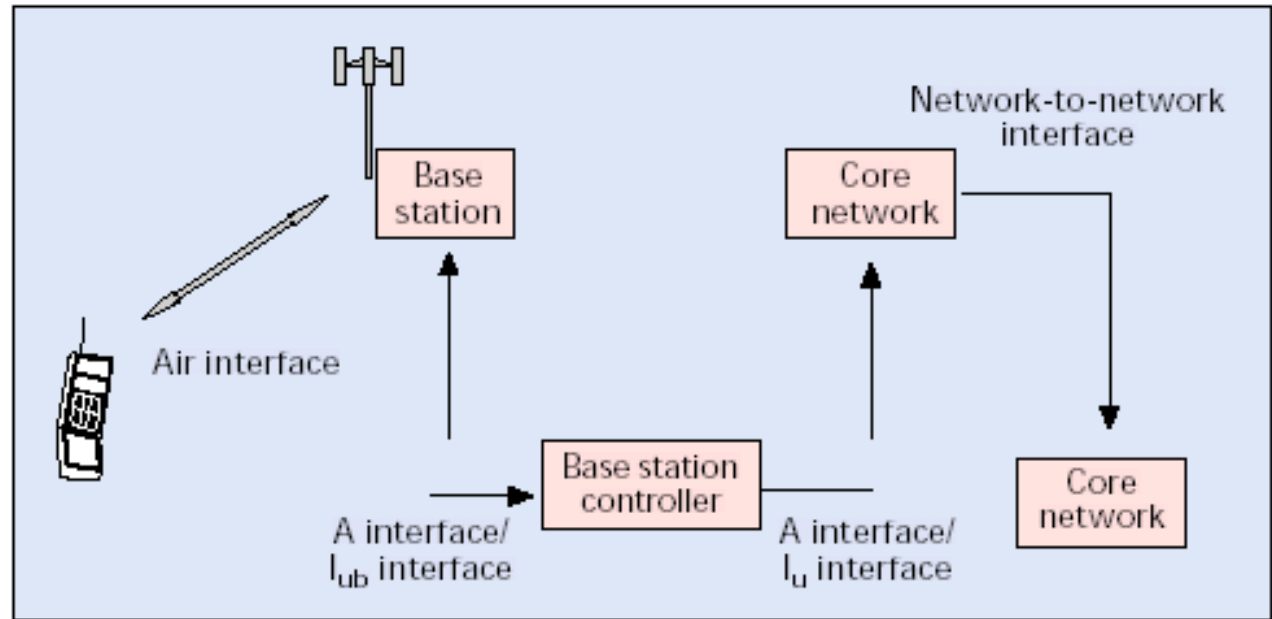 Network-to-network
interface
Base
station
Core
network
Air interface
Base station
controller
Core
network
A interface/
Iub interface
A interface/
Iu interface